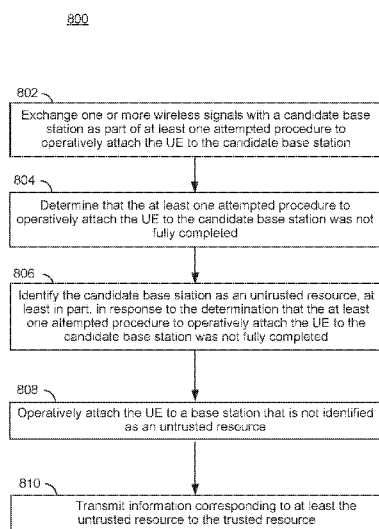 800
802
Exchange one or more wireless signals with a candidate base
station as part of at least one attempted procedure to
operatively attach the UE to the candidate base station
804
Determine that the at least one attempted procedure to
operatively attach the UE to the candidate base station was not
fully completed
806
Identify the candidate base station as an untrusted resource, at
least in part, in response to the determination that the at least
one attempted procedure to operatively attach the UE to the
candidate base station was not fully completed
808
Operatively attach the UE to a base station that is not identified
as an untrusted resource
810
Transmit information corresponding to at least the
untrusted resource to the trusted resource